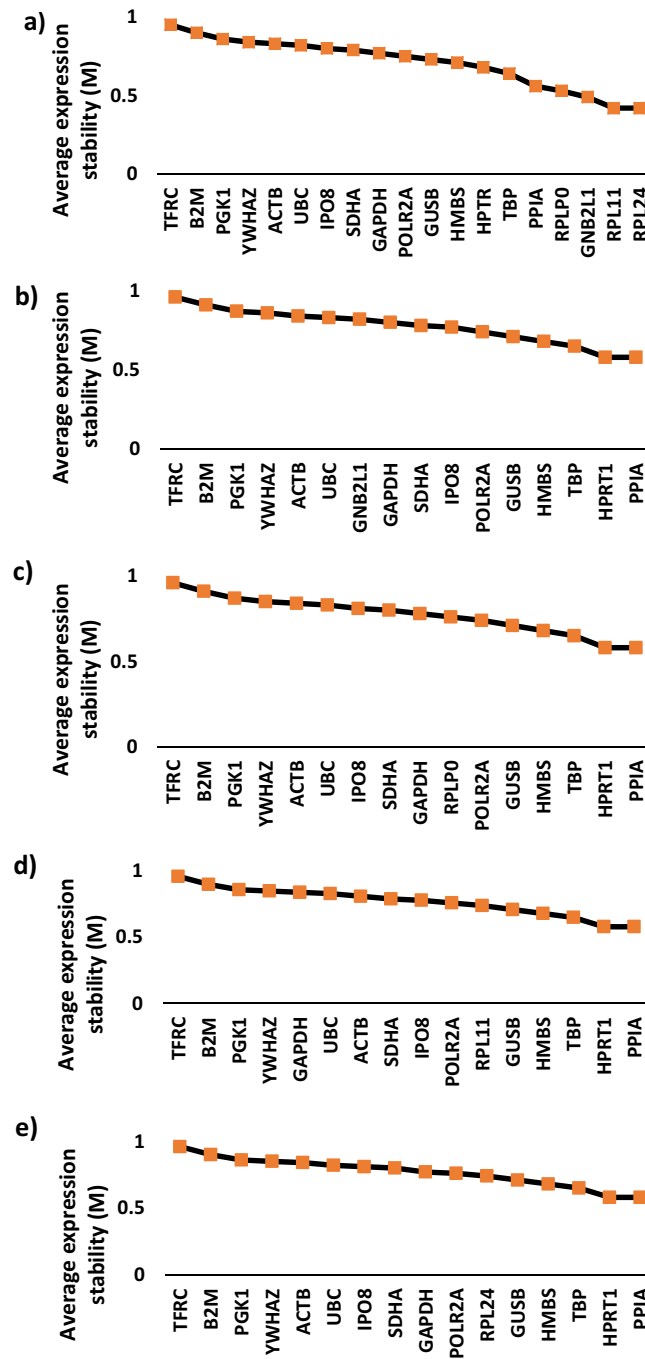 a)
Average expression
stability (M)
1
0.5
0
TFRC
B2M
PGK1
YWHAZ
ACTB
UBC
IPO8
SDHA
GAPDH
POLR2A
GUSB
HMBS
HPTR
TBP
PPIA
RPLP0
GNB2L1
RPL11
RPL24
b)
Average expression
stability (M)
1
0.5
0
TFRC
B2M
PGK1
YWHAZ
ACTB
UBC
GNB2L1
GAPDH
SDHA
IPO8
POLR2A
GUSB
HMBS
TBP
HPRT1
PPIA
c)
Average expression
stability (M)
1
0.5
0
TFRC
B2M
PGK1
YWHAZ
ACTB
UBC
IPO8
SDHA
GAPDH
RPLP0
POLR2A
GUSB
HMBS
TBP
HPRT1
PPIA
d)
Average expression
stability (M)
1
0.5
0
TFRC
B2M
PGK1
YWHAZ
GAPDH
UBC
ACTB
SDHA
IPO8
POLR2A
RPL11
GUSB
HMBS
TBP
HPRT1
PPIA
e)
Average expression
stability (M)
1
0.5
0
TFRC
B2M
PGK1
YWHAZ
ACTB
UBC
IPO8
SDHA
GAPDH
POLR2A
RPL24
GUSB
HMBS
TBP
HPRT1
PPIA